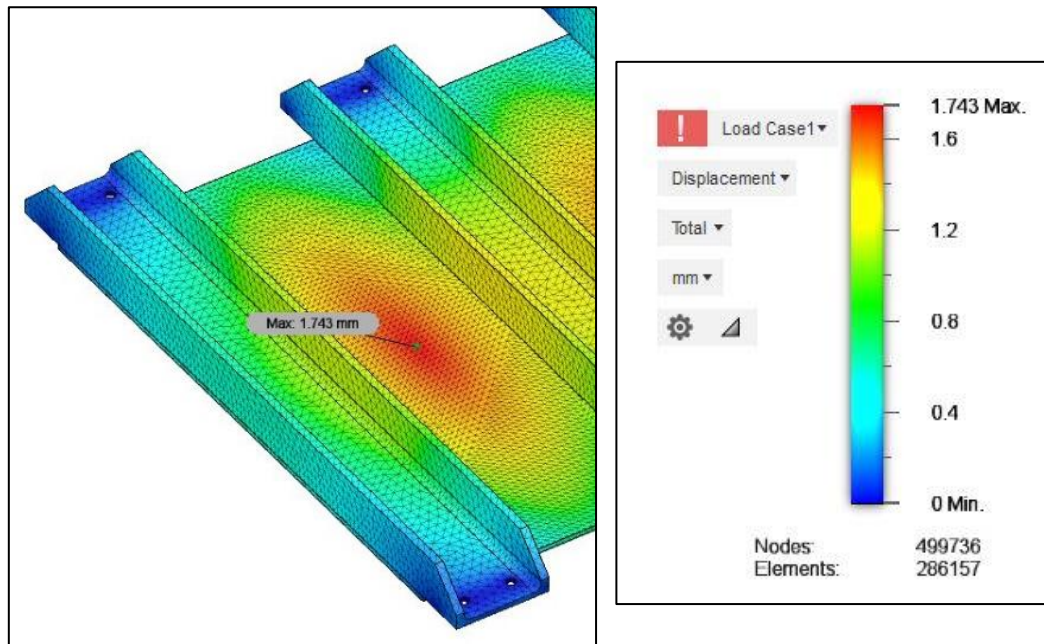 Max: 1.743 mm
Load Case1
Displacement
Total
mm
1.743 Max.
1.6
1.2
0.8
0.4
0 Min.
Nodes: 499736
Elements: 286157